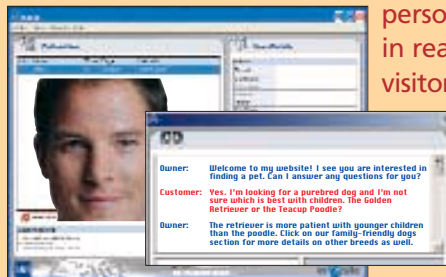 perso
in rea
visitor
Owner: Welcome to my website! I see you are interested in
finding a pet. Can I answer any questions for you?
Customer: Yes. I'm looking for a purebred dog and I'm not
sure which is best with children. The Golden
Retriever or the Teacup Poodle?
Owner: The retriever is more patient with younger children
than the poodle. Click on our family-friendly dogs
section for more details on other breeds as well.